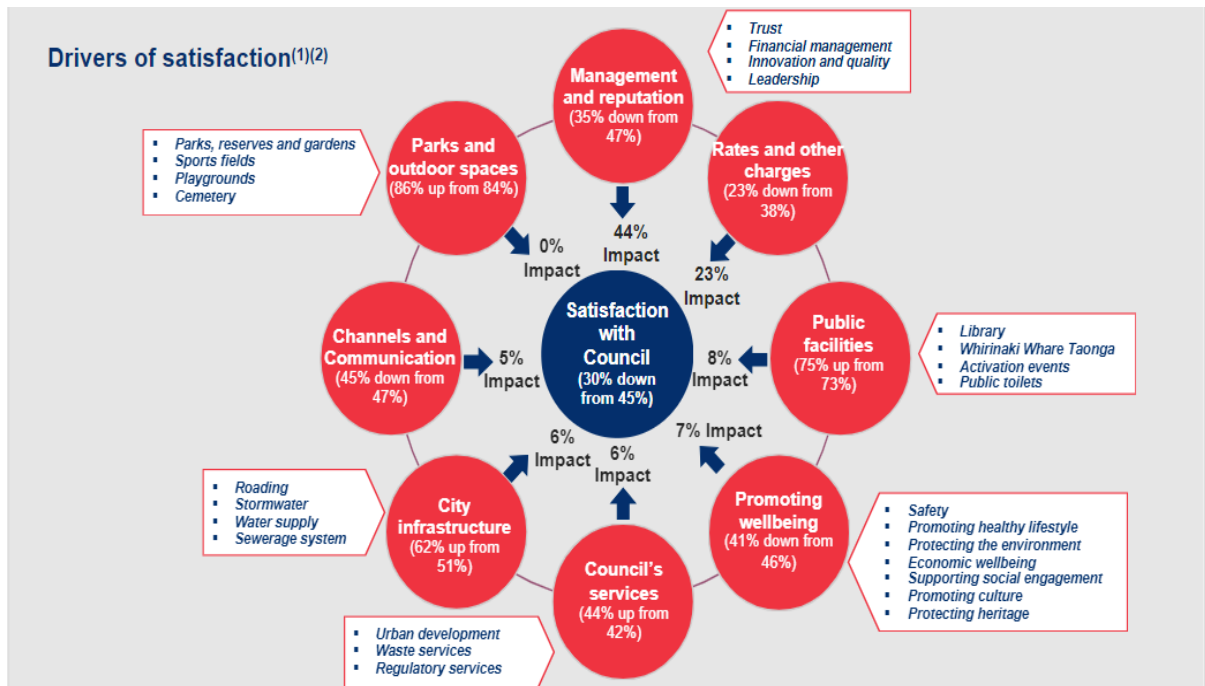 Drivers of satisfaction(1)(2)
Management
and reputation
(35% down from
47%)
▪ Trust
▪ Financial management
▪ Innovation and quality
▪ Leadership
Rates and other
charges
(23% down from
38%)
Public
facilities
(75% up from
73%)
▪ Library
▪ Whirinaki Whare Taonga
▪ Activation events
▪ Public toilets
Promoting
wellbeing
(41% down from
46%)
▪ Safety
▪ Promoting healthy lifestyle
▪ Protecting the environment
▪ Economic wellbeing
▪ Supporting social engagement
▪ Promoting culture
▪ Protecting heritage
Council's
services
(44% up from
42%)
▪ Urban development
▪ Waste services
▪ Regulatory services
City
infrastructure
(62% up from
51%)
▪ Roading
▪ Stormwater
▪ Water supply
▪ Sewerage system
Channels and
Communication
(45% down from
47%)
Parks and
outdoor spaces
(86% up from 84%)
▪ Parks, reserves and gardens
▪ Sports fields
▪ Playgrounds
▪ Cemetery
44%
Impact
23%
Impact
8%
Impact
7% Impact
6%
Impact
6%
Impact
5%
Impact
0%
Impact
Satisfaction
with
Council
(30% down
from 45%)